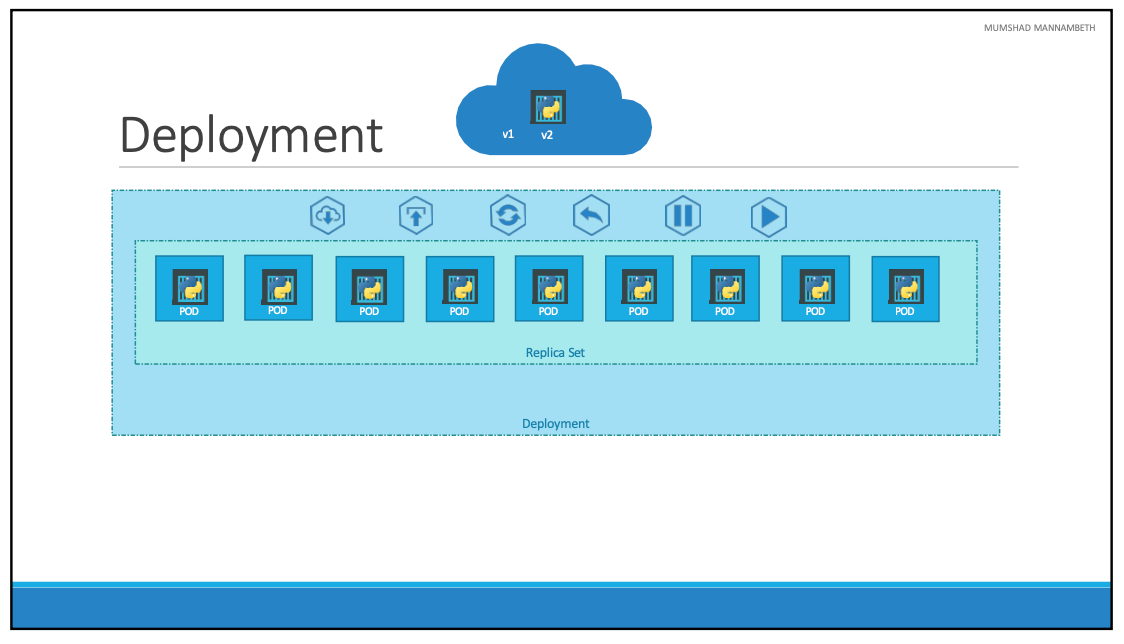 MUMSHAD MANNAMBETH
Deployment
v1 v2
POD POD POD POD POD POD POD POD POD
Replica Set
Deployment